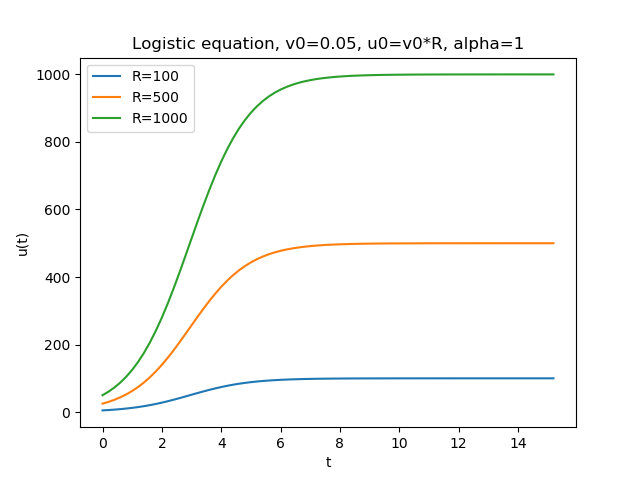 Logistic equation, v0=0.05, u0=v0*R, alpha=1
R=100
R=500
R=1000
1000
800
600
400
200
0
u(t)
0 2 4 6 8 10 12 14
t